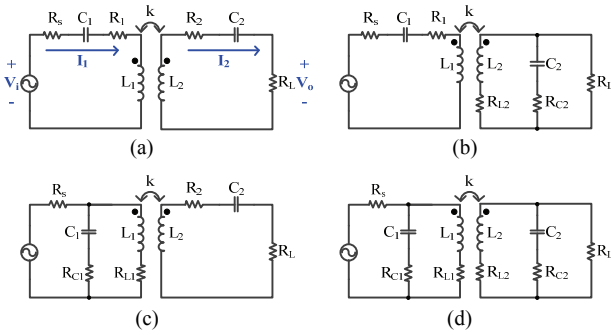 k
Rs C1 R1 R2 C2
+ Vi - I1 L1 L2 I2 RL + Vo -
(a)
k
Rs C1 R1
L1 L2 C2 RL
RL2 RC2
(b)
k
Rs R2 C2
C1 L1 L2 RL
RC1 RL1
(c)
k
Rs
C1 L1 L2 C2 RL
RC1 RL1 RL2 RC2
(d)